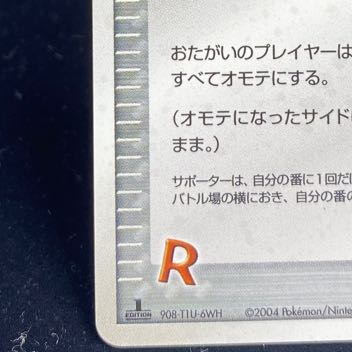 おたがいのプレイヤーは
すべてオモテにする。
（オモテになったサイド
まま。）
サポーターは、自分の番に1回だけ
バトル場の横におき、自分の番の
R
1
EDITION 908-T1U-6WH ©2004 Pokémon/Ninten